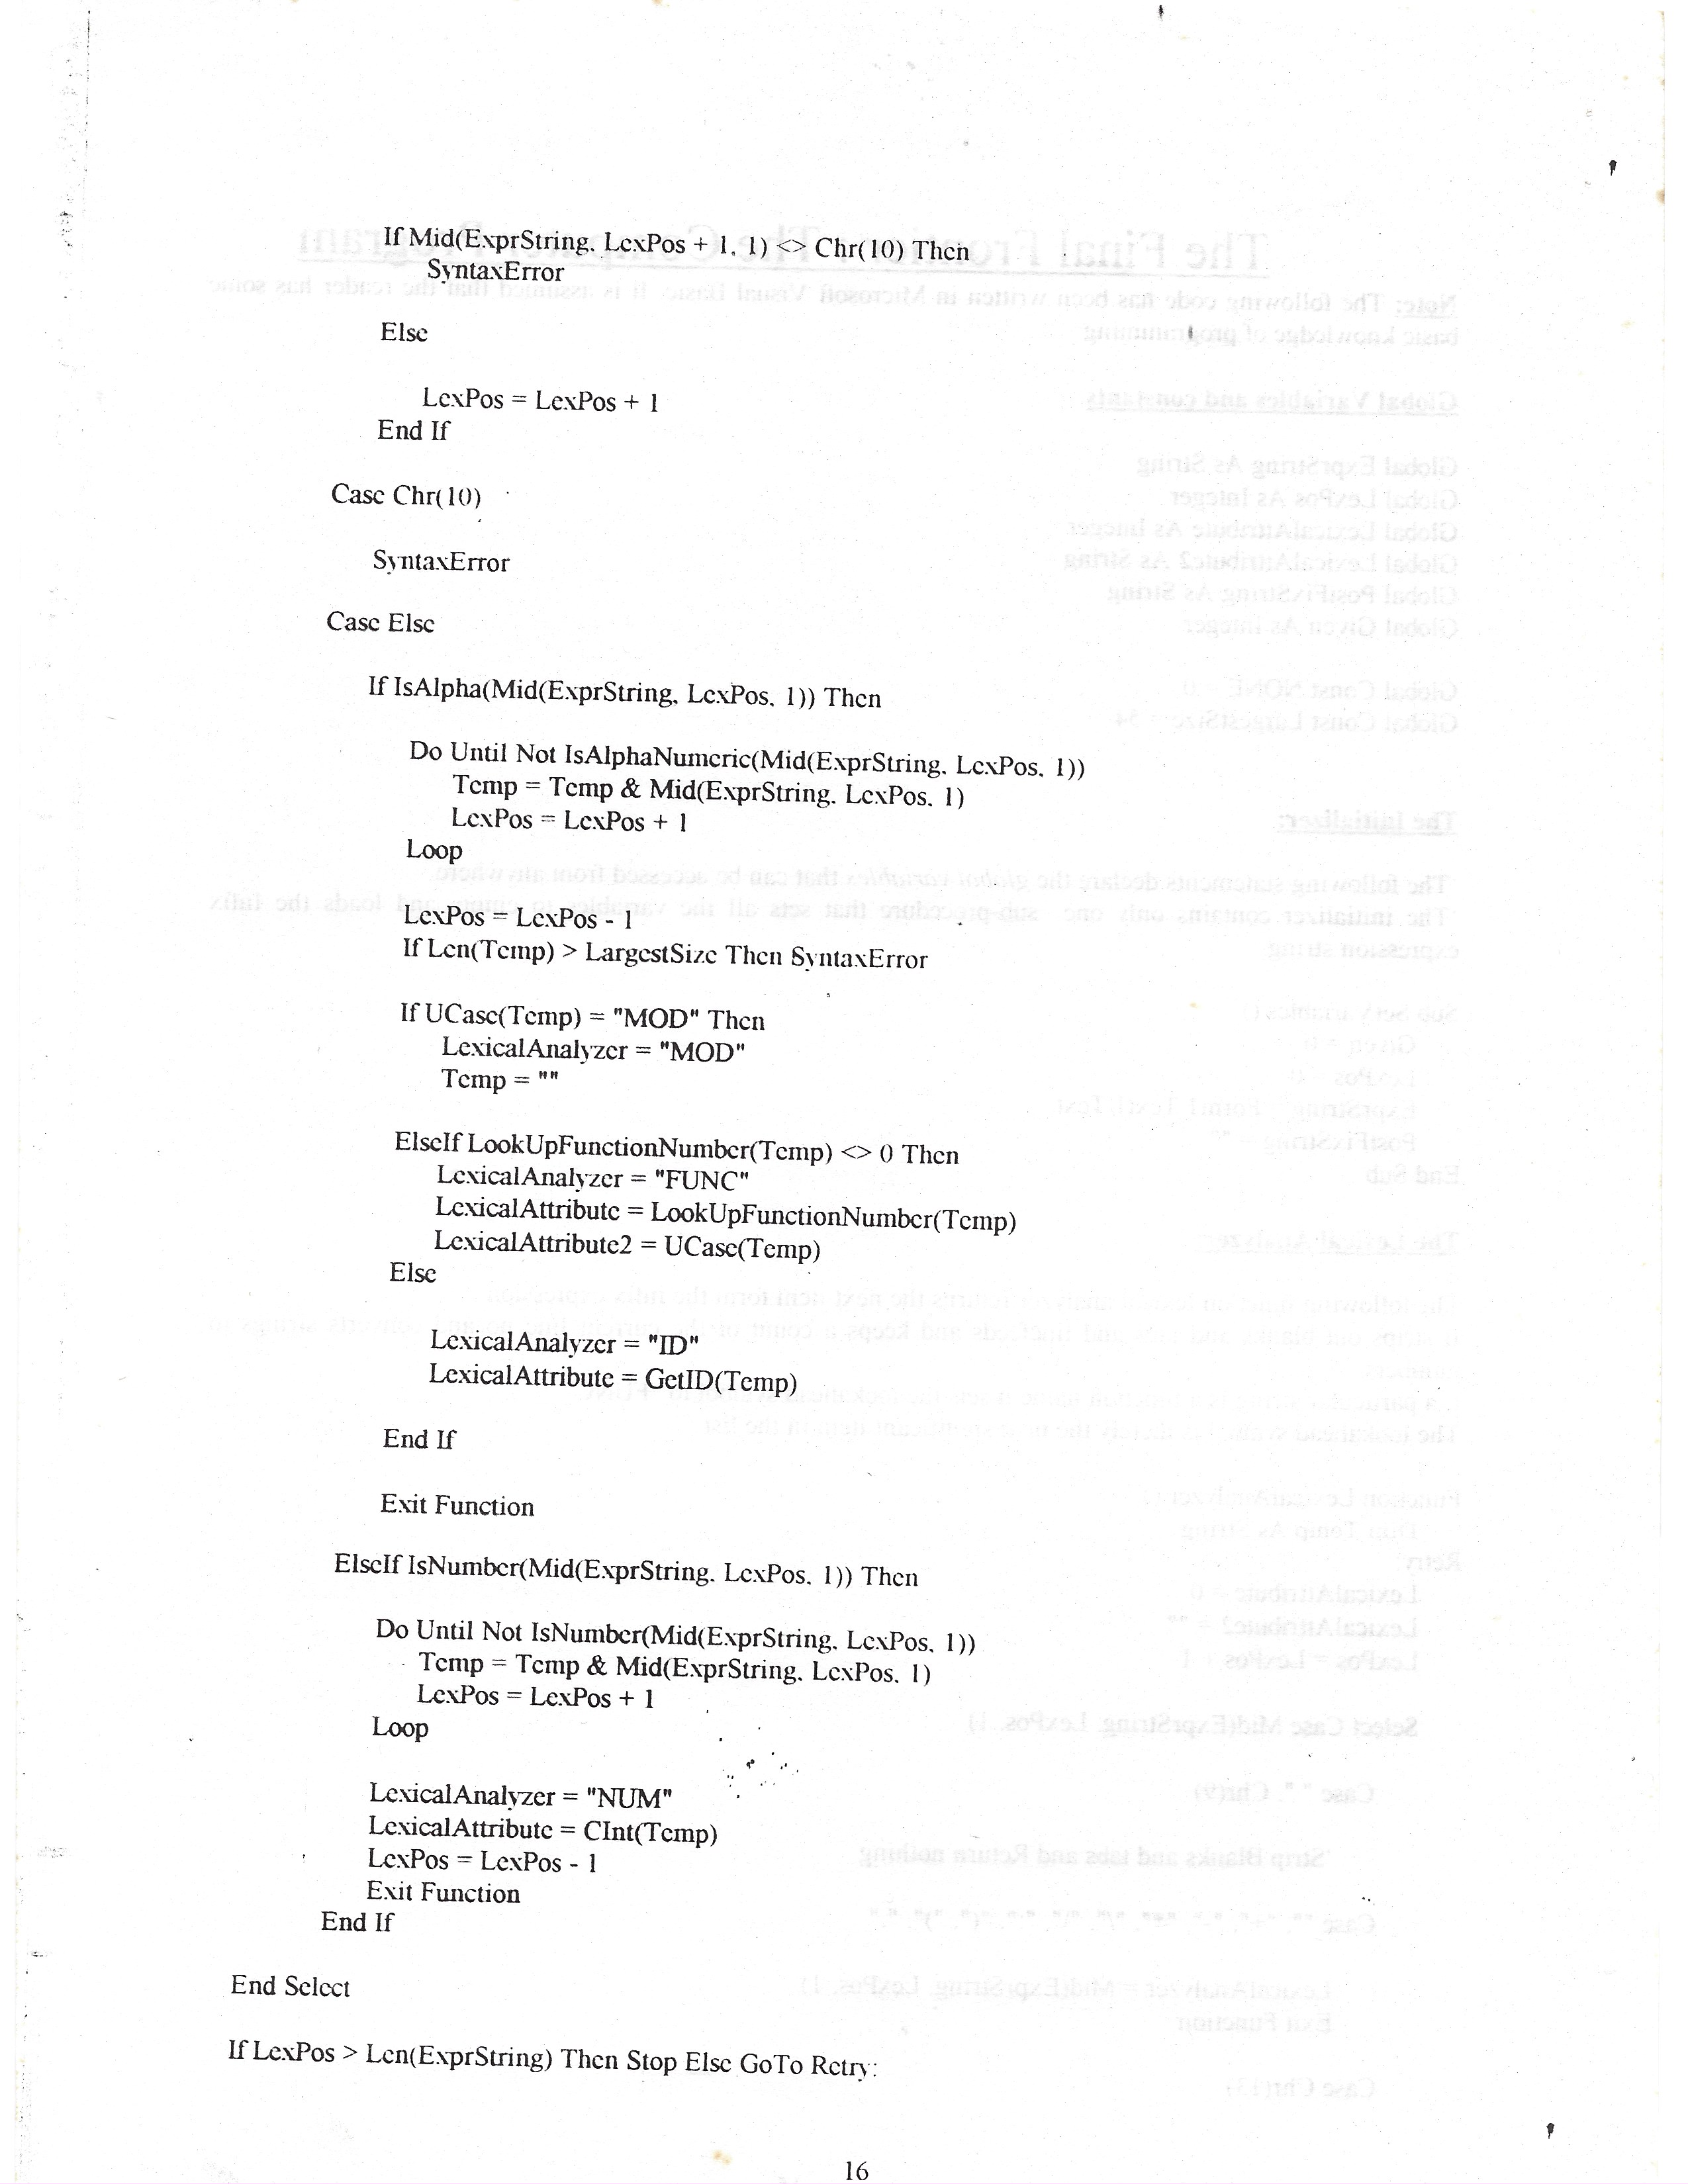 If Mid(ExprString, LexPos + 1, 1) <> Chr(10) Then
SyntaxError
Else
LexPos = LexPos + 1
End If
Case Chr(10)
SyntaxError
Case Else
If IsAlpha(Mid(ExprString, LexPos, 1)) Then
Do Until Not IsAlphaNumeric(Mid(ExprString, LexPos, 1))
Temp = Temp & Mid(ExprString, LexPos, 1)
LexPos = LexPos + 1
Loop
LexPos = LexPos - 1
If Len(Temp) > LargestSize Then SyntaxError
If UCase(Temp) = "MOD" Then
LexicalAnalyzer = "MOD"
Temp = ""
ElseIf LookUpFunctionNumber(Temp) <> 0 Then
LexicalAnalyzer = "FUNC"
LexicalAttribute = LookUpFunctionNumber(Temp)
LexicalAttribute2 = UCase(Temp)
Else
LexicalAnalyzer = "ID"
LexicalAttribute = GetID(Temp)
End If
Exit Function
ElseIf IsNumber(Mid(ExprString, LexPos, 1)) Then
Do Until Not IsNumber(Mid(ExprString, LexPos, 1))
Temp = Temp & Mid(ExprString, LexPos, 1)
LexPos = LexPos + 1
Loop
LexicalAnalyzer = "NUM"
LexicalAttribute = CInt(Temp)
LexPos = LexPos - 1
Exit Function
End If
End Select
If LexPos > Len(ExprString) Then Stop Else GoTo Retry:
16